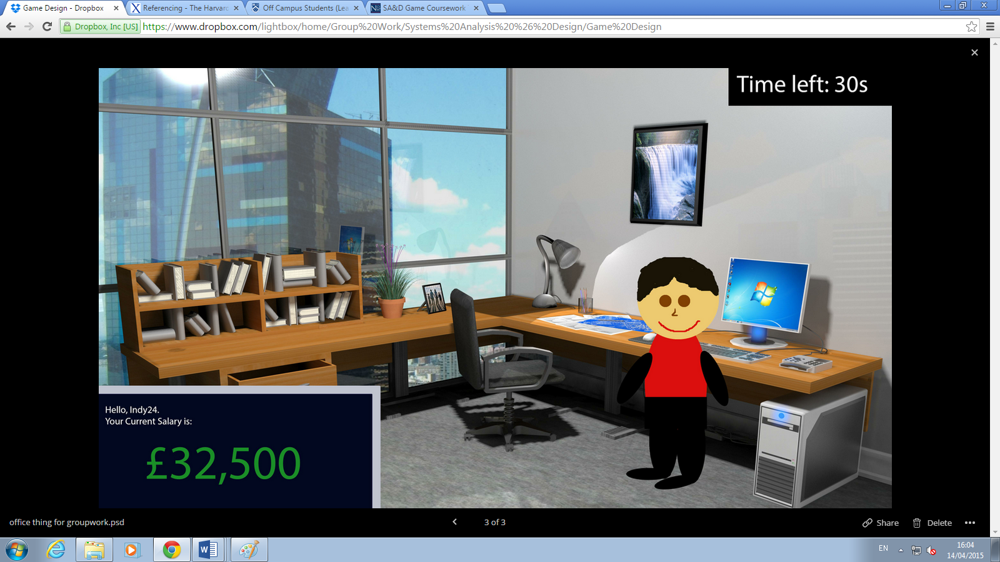 Game Design - Dropbox
Referencing - The Harvard
Off Campus Students (Lea
SA&D Game Coursework
Dropbox, Inc [US]
https://www.dropbox.com/lightbox/home/Group%20Work/Systems%20Analysis%20%26%20Design/Game%20Design
Time left: 30s
Hello, Indy24.
Your Current Salary is:
£32,500
office thing for groupwork.psd
3 of 3
Share
Delete
EN
16:04
14/04/2015